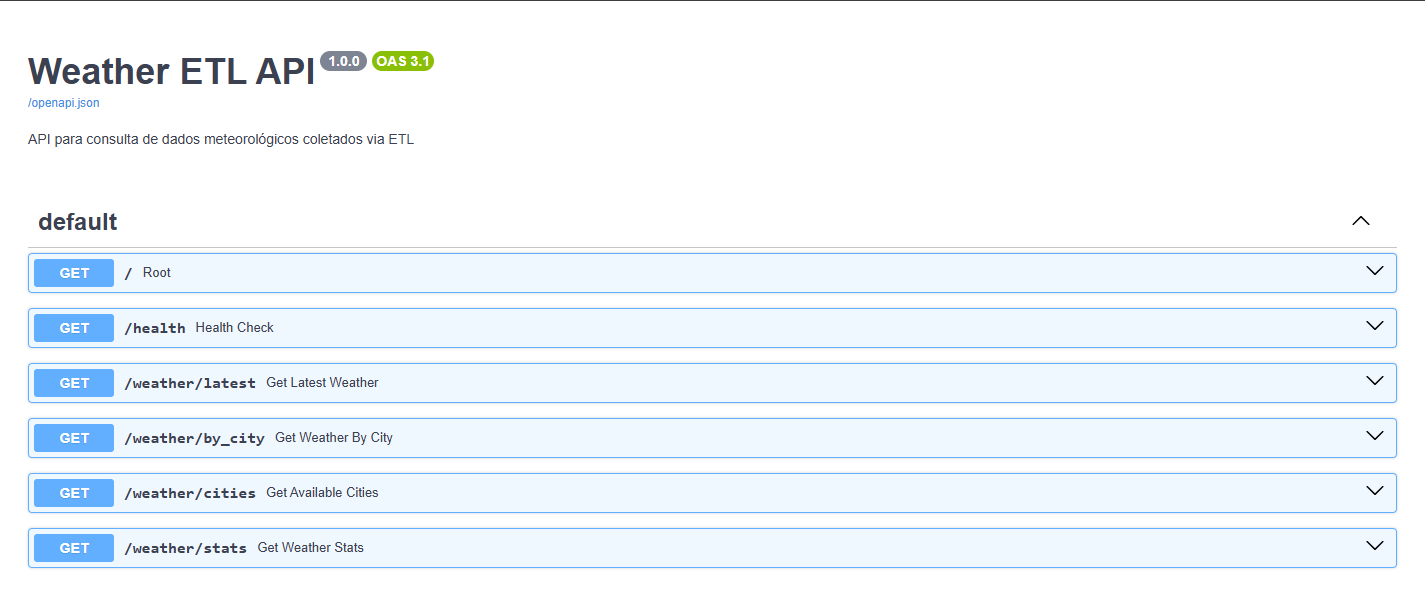 Weather ETL API 1.0.0 OAS 3.1
/openapi.json
API para consulta de dados meteorológicos coletados via ETL
default
GET / Root
GET /health Health Check
GET /weather/latest Get Latest Weather
GET /weather/by_city Get Weather By City
GET /weather/cities Get Available Cities
GET /weather/stats Get Weather Stats